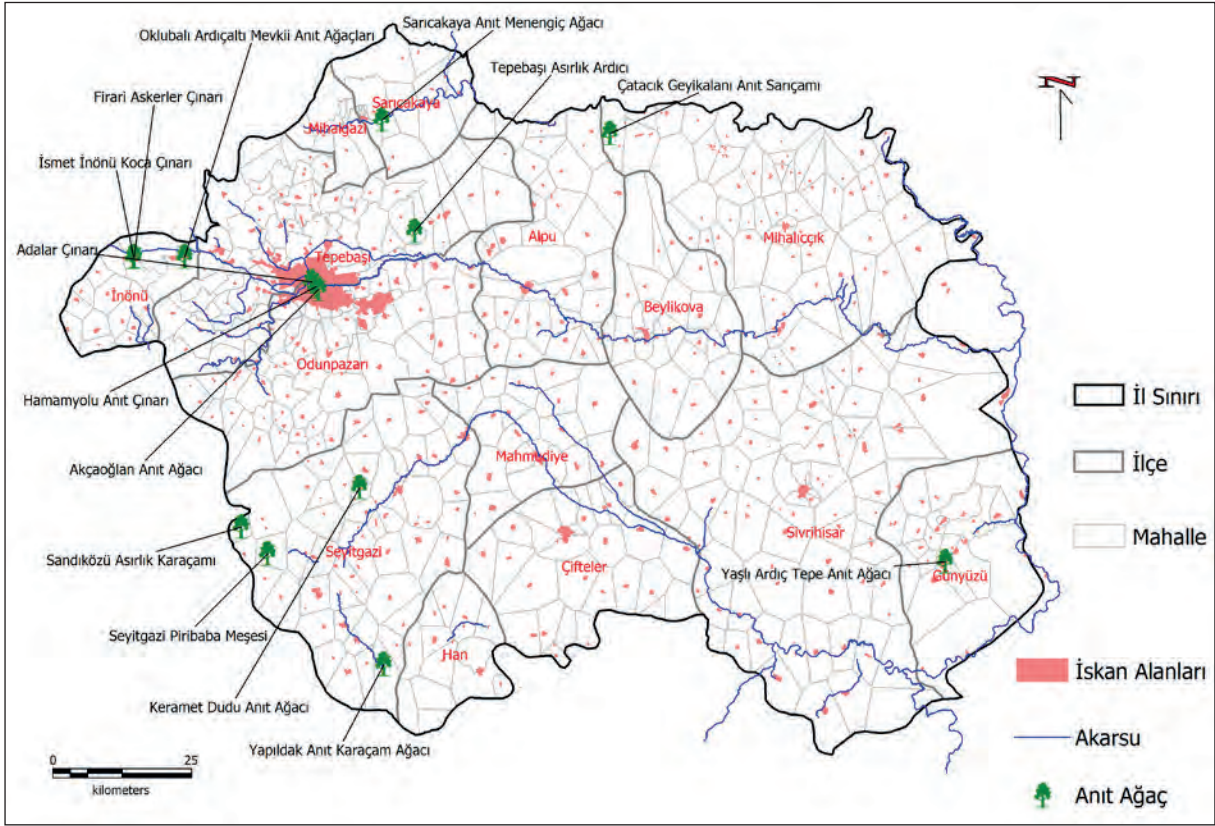 Sarıcakaya Anıt Menengiç Ağacı
Oklubalı Ardıçaltı Mevkii Anıt Ağaçları
Tepebaşı Asırlık Ardıcı
Çatacık Geyikalanı Anıt Sarıçamı
Firari Askerler Çınarı
İsmet İnönü Koca Çınarı
Adalar Çınarı
Sarıcakaya
Mihalgazi
Tepebaşı
Alpu
Mihalıççık
İnönü
Beylikova
Odunpazarı
Hamamyolu Anıt Çınarı
Akçaoğlan Anıt Ağacı
Mahmudiye
Sandıközü Asırlık Karaçamı
Seyitgazi
Çifteler
Sivrihisar
Yaşlı Ardıç Tepe Anıt Ağacı
Günyüzü
Seyitgazi Piribaba Meşesi
Han
Keramet Dudu Anıt Ağacı
Yapıldak Anıt Karaçam Ağacı
0 25
kilometers
N
İl Sınırı
İlçe
Mahalle
İskan Alanları
Akarsu
Anıt Ağaç